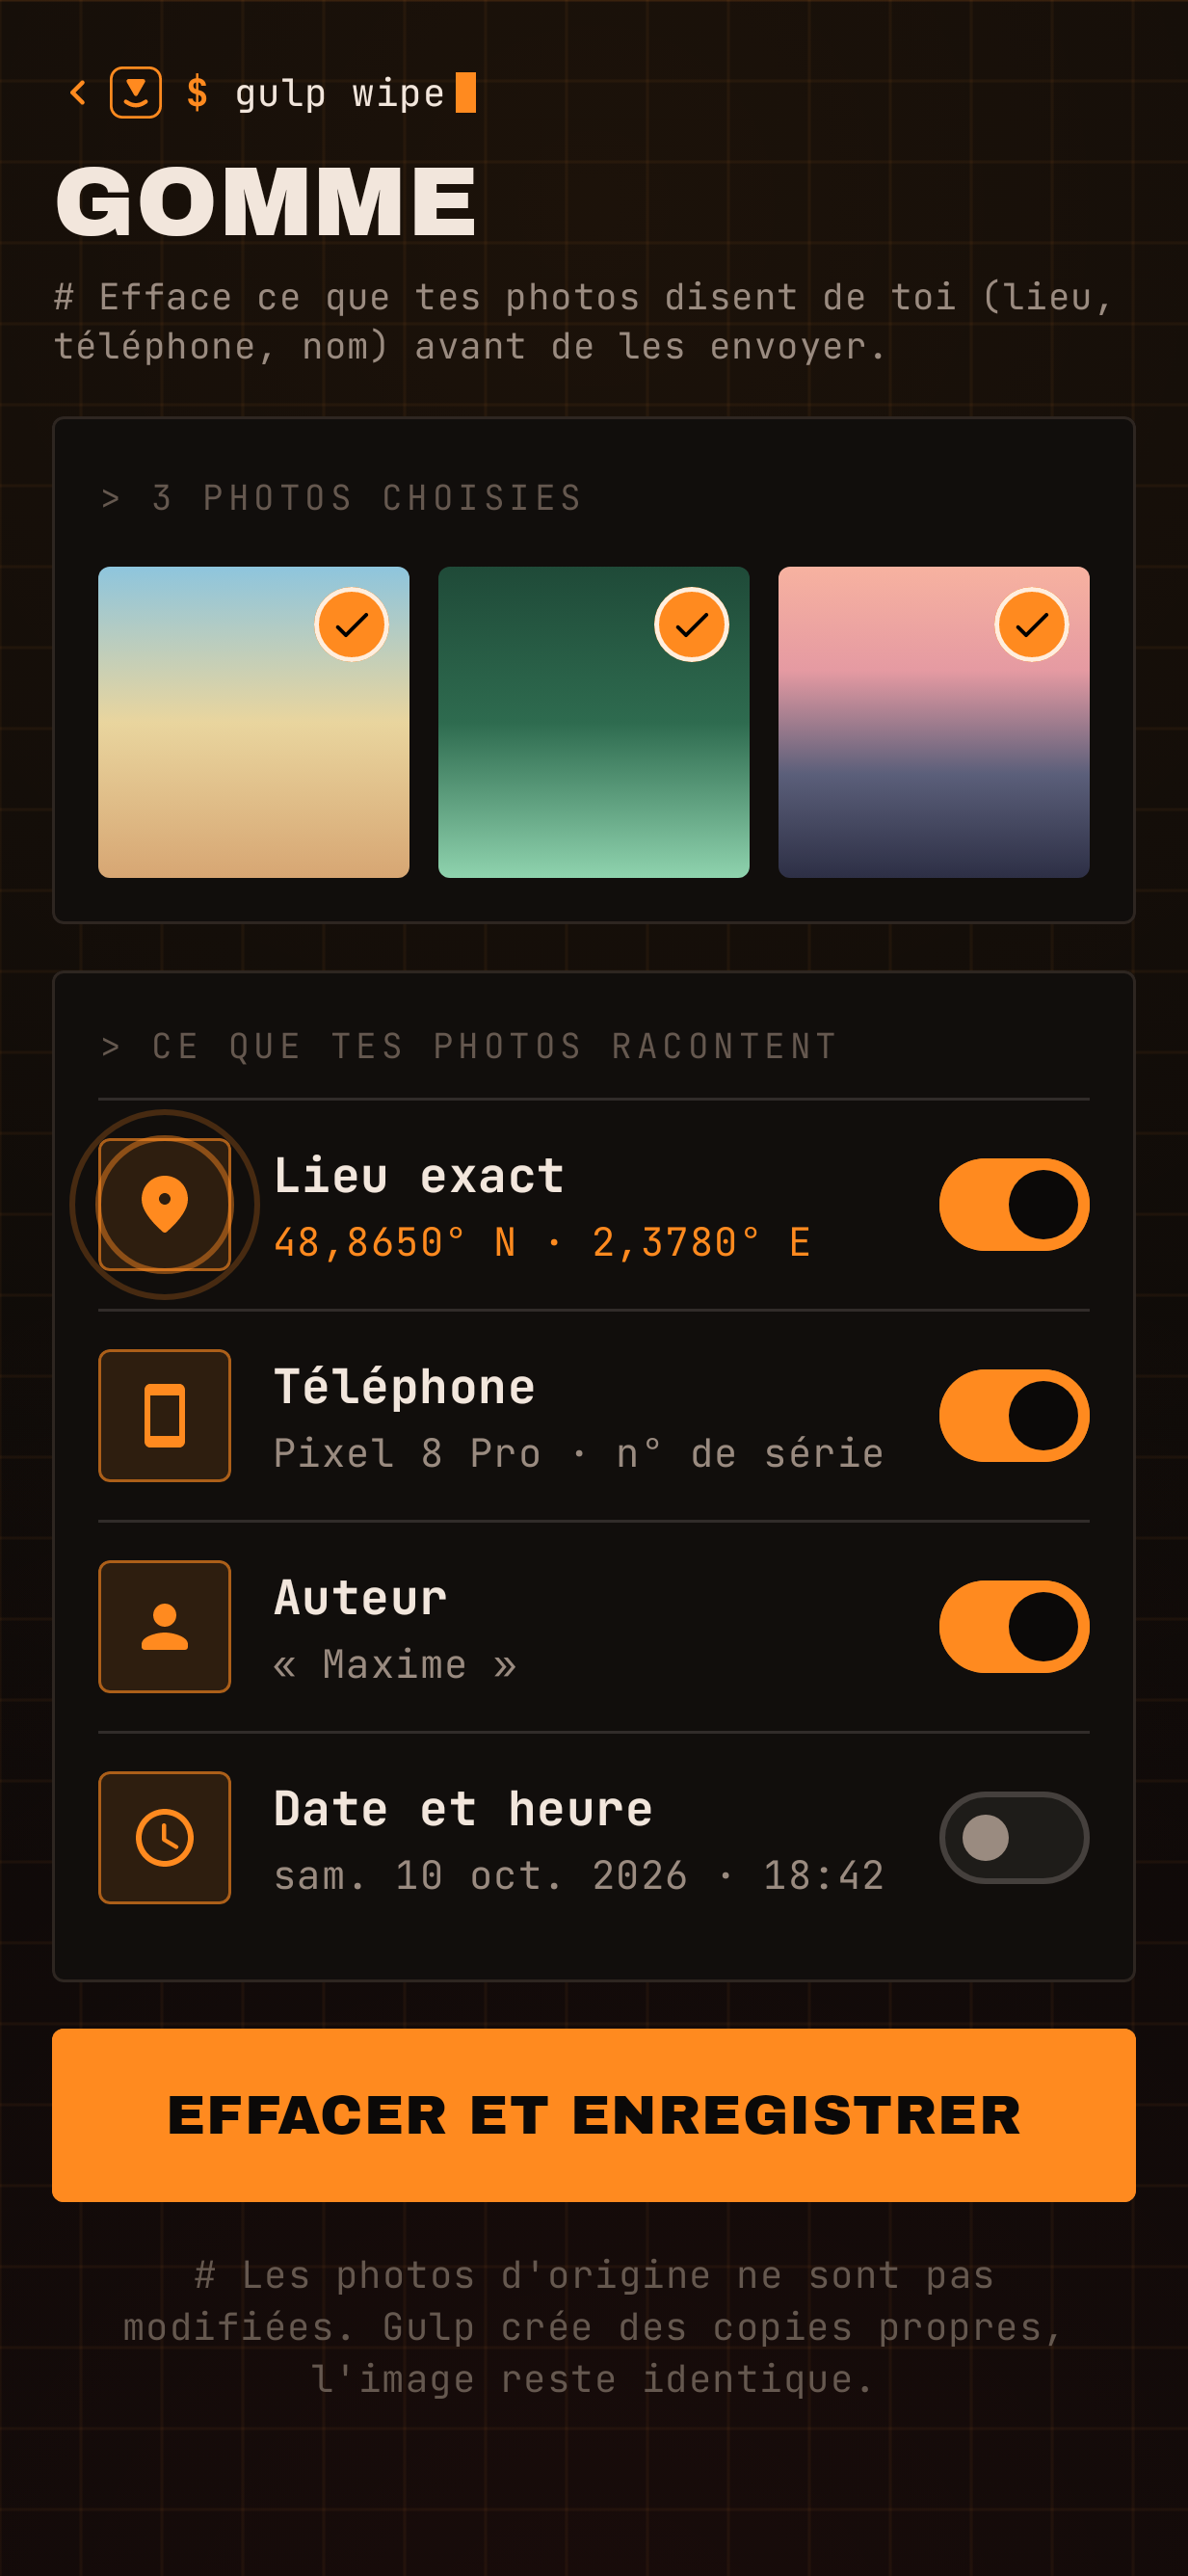 $ gulp wipe
GOMME
# Efface ce que tes photos disent de toi (lieu,
téléphone, nom) avant de les envoyer.
> 3 PHOTOS CHOISIES
> CE QUE TES PHOTOS RACONTENT
Lieu exact
48,8650° N · 2,3780° E
Téléphone
Pixel 8 Pro · n° de série
Auteur
« Maxime »
Date et heure
sam. 10 oct. 2026 · 18:42
EFFACER ET ENREGISTRER
# Les photos d'origine ne sont pas
modifiées. Gulp crée des copies propres,
l'image reste identique.